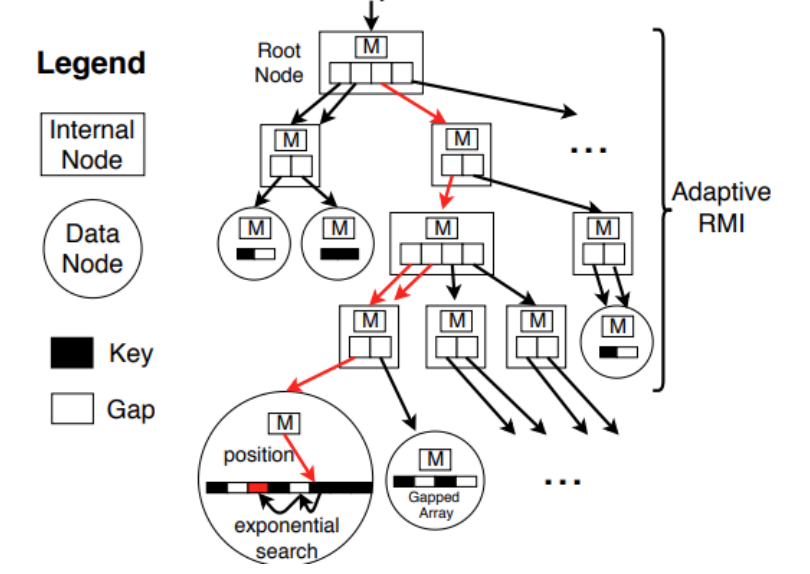 Legend
Internal
Node
Data
Node
Key
Gap
Root
Node
M
M
M
...
M
M
M
M
Adaptive
RMI
M
M
M
M
M
position
exponential
search
M
Gapped
Array
...